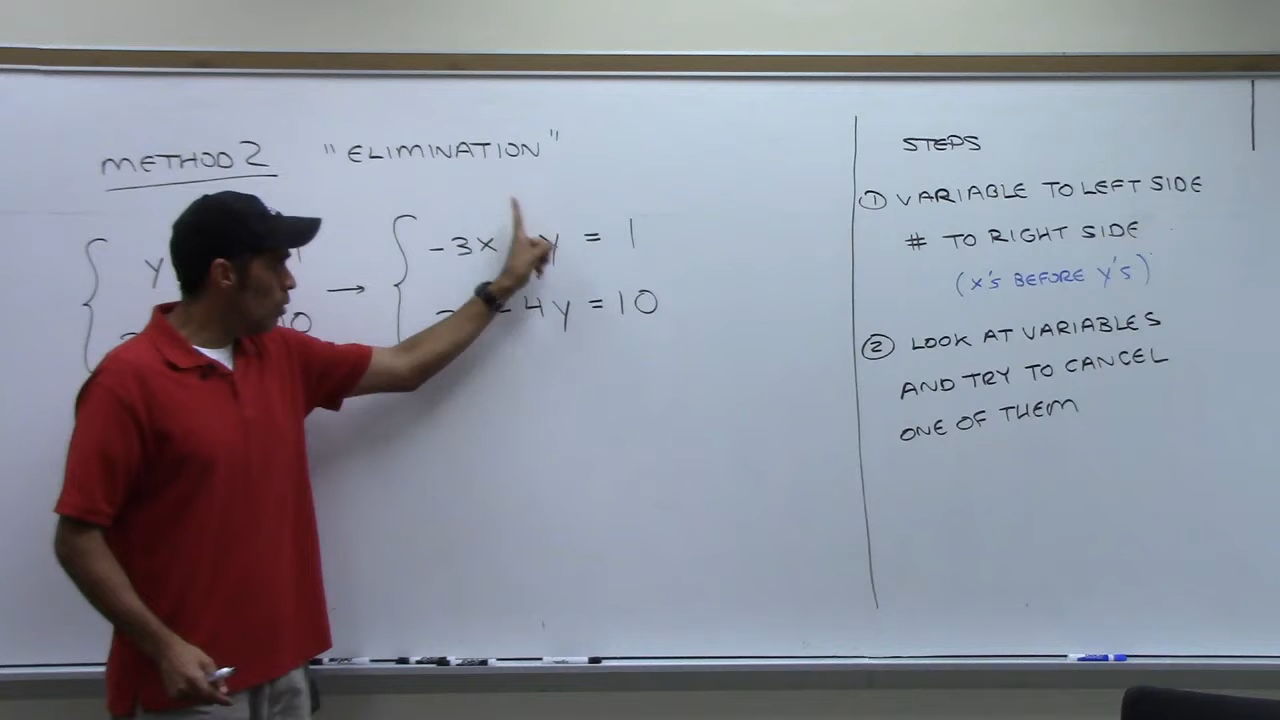 METHOD 2 "ELIMINATION"
y
-3x y = 1
4y = 10
STEPS
① VARIABLE TO LEFT SIDE
# TO RIGHT SIDE
(X'S BEFORE Y'S)
② LOOK AT VARIABLES
AND TRY TO CANCEL
ONE OF THEM